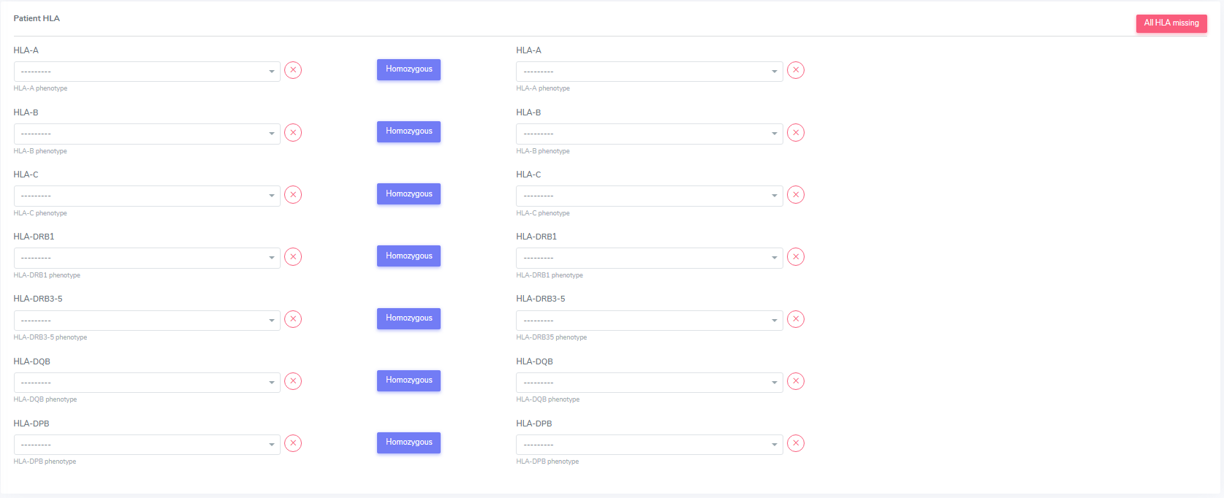 Patient HLA
All HLA missing
HLA-A HLA-A
--------- Homozygous ---------
HLA-A phenotype HLA-A phenotype
HLA-B HLA-B
--------- Homozygous ---------
HLA-B phenotype HLA-B phenotype
HLA-C HLA-C
--------- Homozygous ---------
HLA-C phenotype HLA-C phenotype
HLA-DRB1 HLA-DRB1
--------- Homozygous ---------
HLA-DRB1 phenotype HLA-DRB1 phenotype
HLA-DRB3-5 HLA-DRB3-5
--------- Homozygous ---------
HLA-DRB3-5 phenotype HLA-DRB35 phenotype
HLA-DQB HLA-DQB
--------- Homozygous ---------
HLA-DQB phenotype HLA-DQB phenotype
HLA-DPB HLA-DPB
--------- Homozygous ---------
HLA-DPB phenotype HLA-DPB phenotype